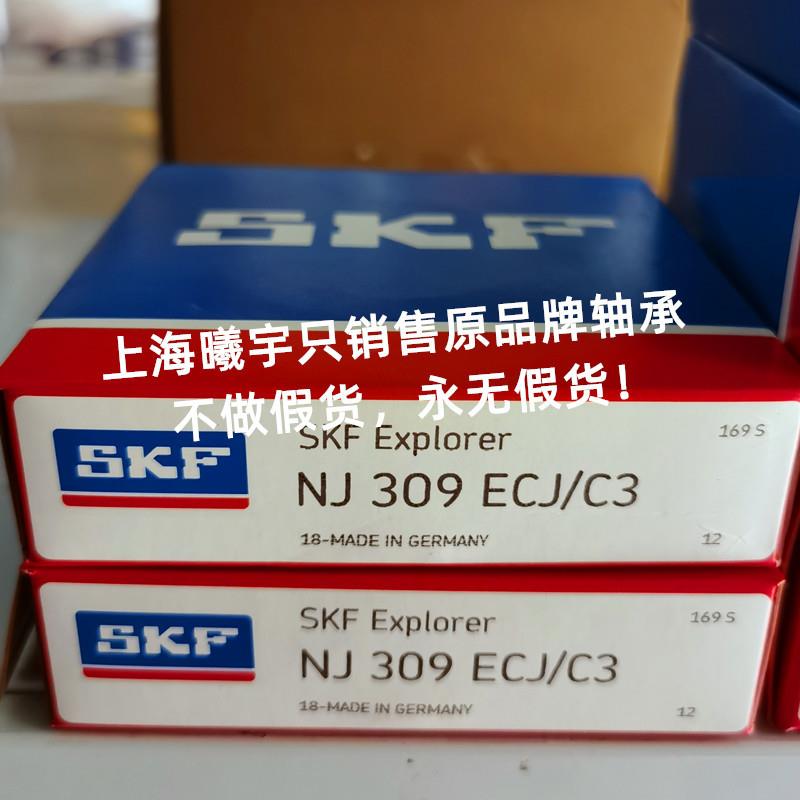 SKF
上海曦宇只销售原品牌轴承
不做假货，永无假货！
SKF
SKF Explorer
169 S
NJ 309 ECJ/C3
18-MADE IN GERMANY
12
SKF
SKF Explorer
169 S
NJ 309 ECJ/C3
18-MADE IN GERMANY
12